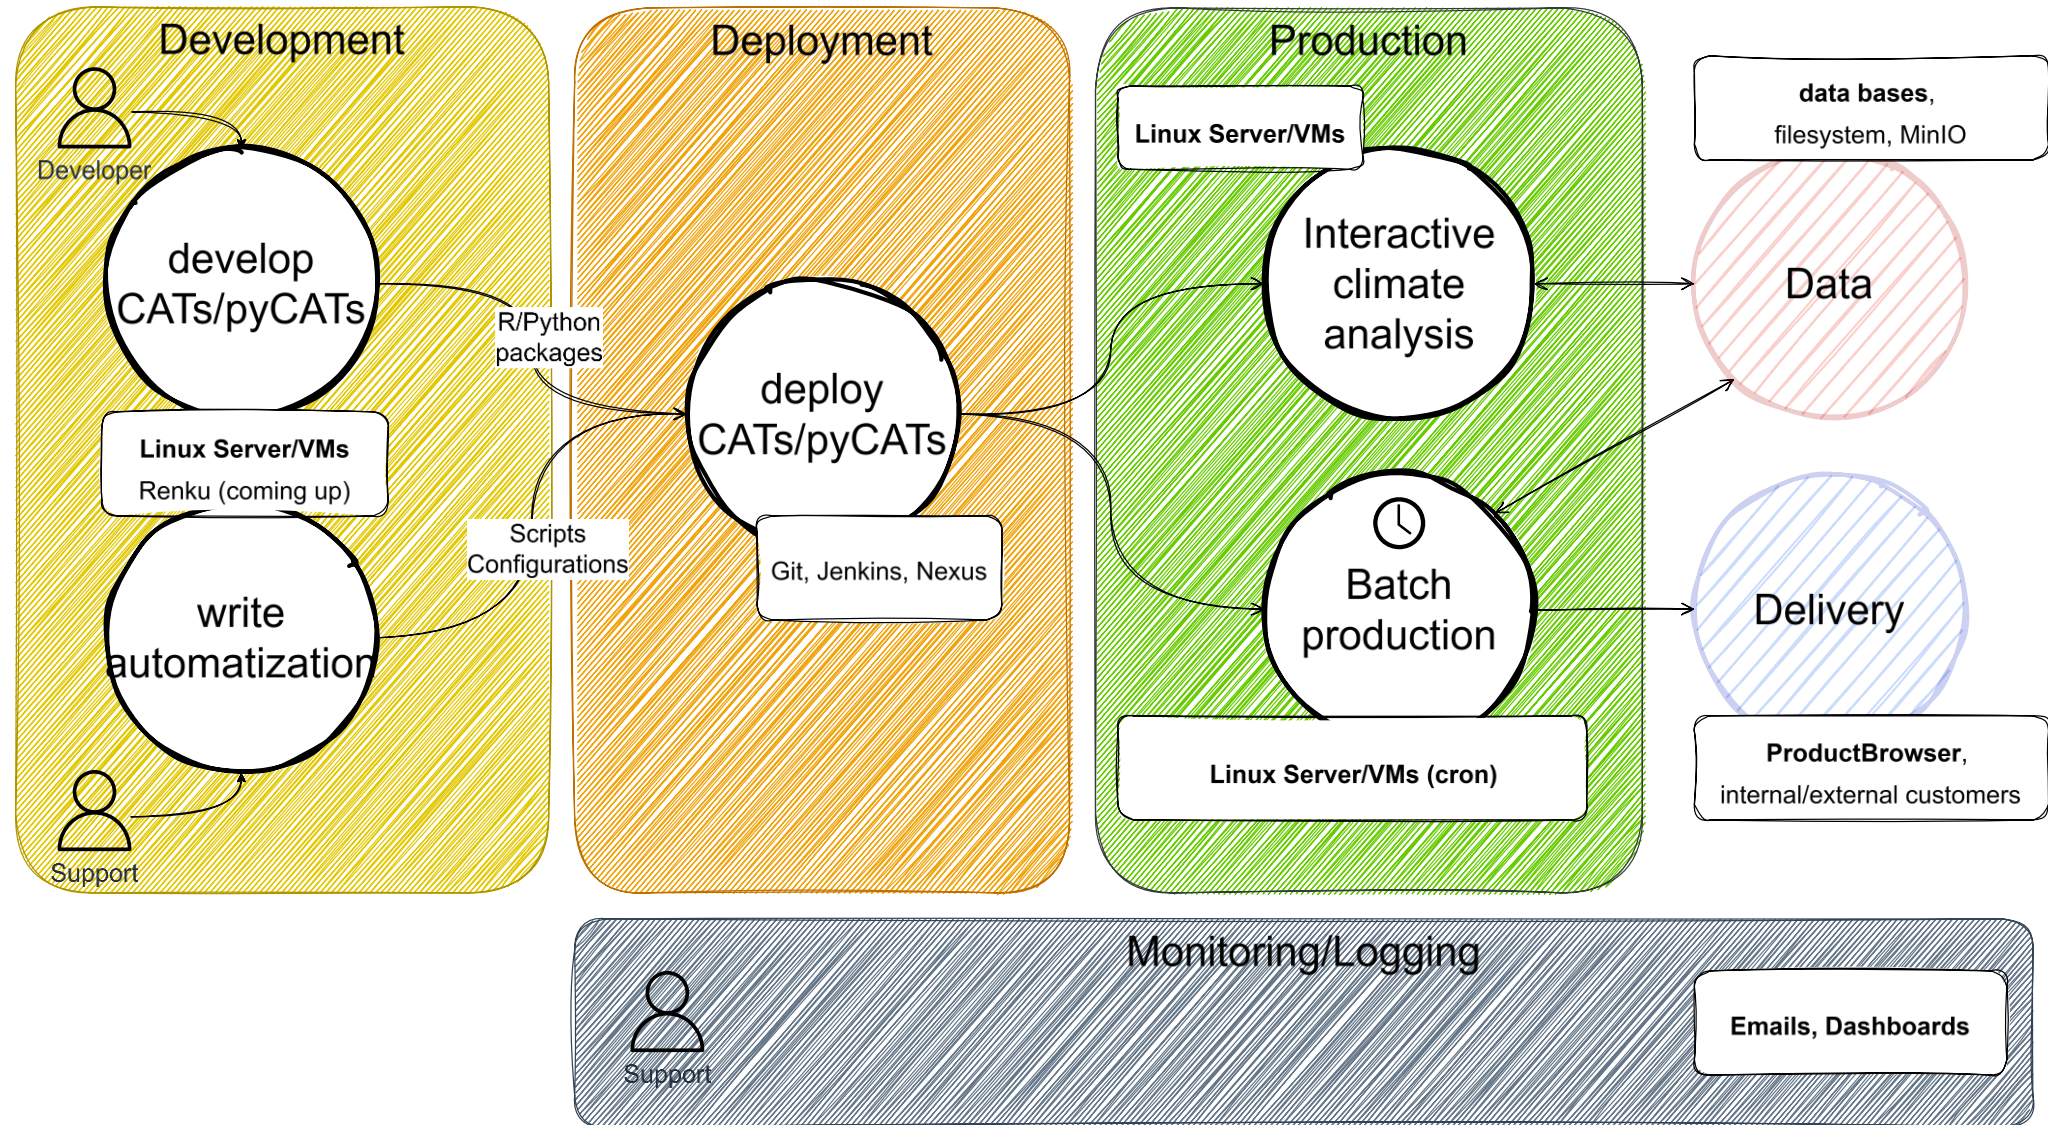 Development
Developer
develop
CATs/pyCATs
Linux Server/VMs
Renku (coming up)
write
automatization
Support
R/Python
packages
Scripts
Configurations
Deployment
deploy
CATs/pyCATs
Git, Jenkins, Nexus
Production
Linux Server/VMs
Interactive
climate
analysis
Batch
production
Linux Server/VMs (cron)
data bases,
filesystem, MinIO
Data
Delivery
ProductBrowser,
internal/external customers
Monitoring/Logging
Support
Emails, Dashboards